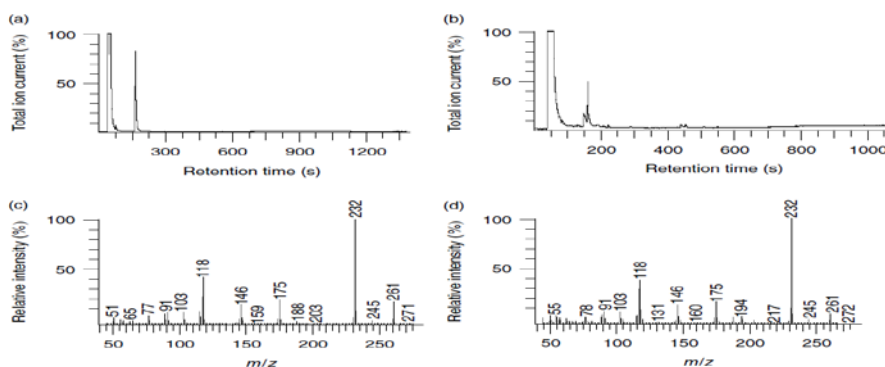 (a)
Total ion current (%)
100
50
300 600 900 1200
Retention time (s)
(b)
Total ion current (%)
100
50
200 400 600 800 1000
Retention time (s)
(c)
Relative intensity (%)
100
50
51 65 77 91 103 118 146 159 175 188 203 232 245 261 271
50 100 150 200 250
m/z
(d)
Relative intensity (%)
100
50
55 78 91 103 118 131 146 160 175 194 217 232 245 261 272
50 100 150 200 250
m/z